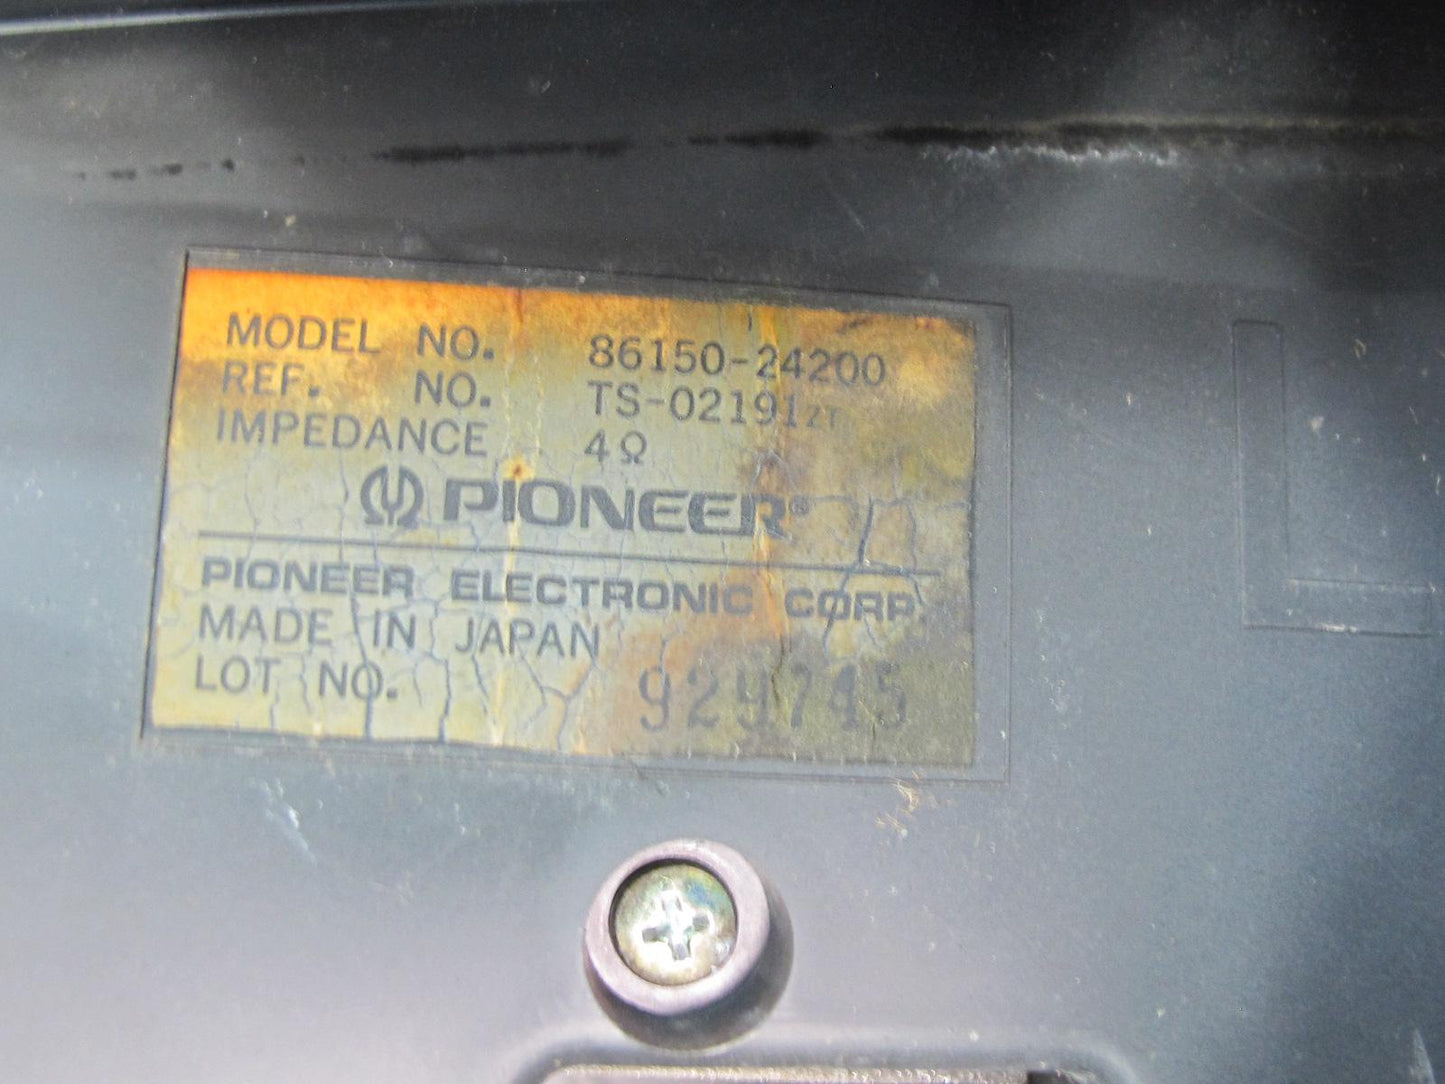 MODEL NO. 86150-24200
REF. NO. TS-02191ZT
IMPEDANCE 4Ω
PIONEER®
PIONEER ELECTRONIC CORP.
MADE IN JAPAN
LOT NO. 929745